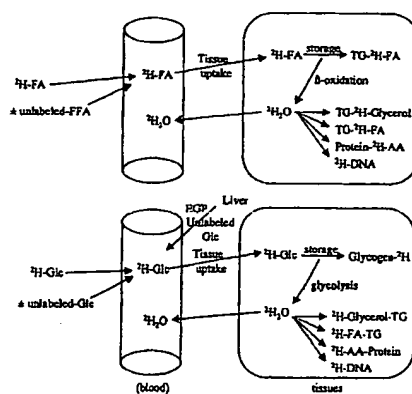 ²H-FA
± unlabeled-FFA
²H-FA
²H₂O
Tissue
uptake
²H-FA storage TG-²H-FA
β-oxidation
²H₂O
TG-²H-Glycerol
TG-²H-FA
Protein-²H-AA
²H-DNA
Liver
EGP
Unlabeled
Glc
²H-Glc
± unlabeled-Glc
²H-Glc
²H₂O
Tissue
uptake
²H-Glc storage Glycogen-²H
glycolysis
²H₂O
²H-Glycerol-TG
²H-FA-TG
²H-AA-Protein
²H-DNA
(blood)
tissues